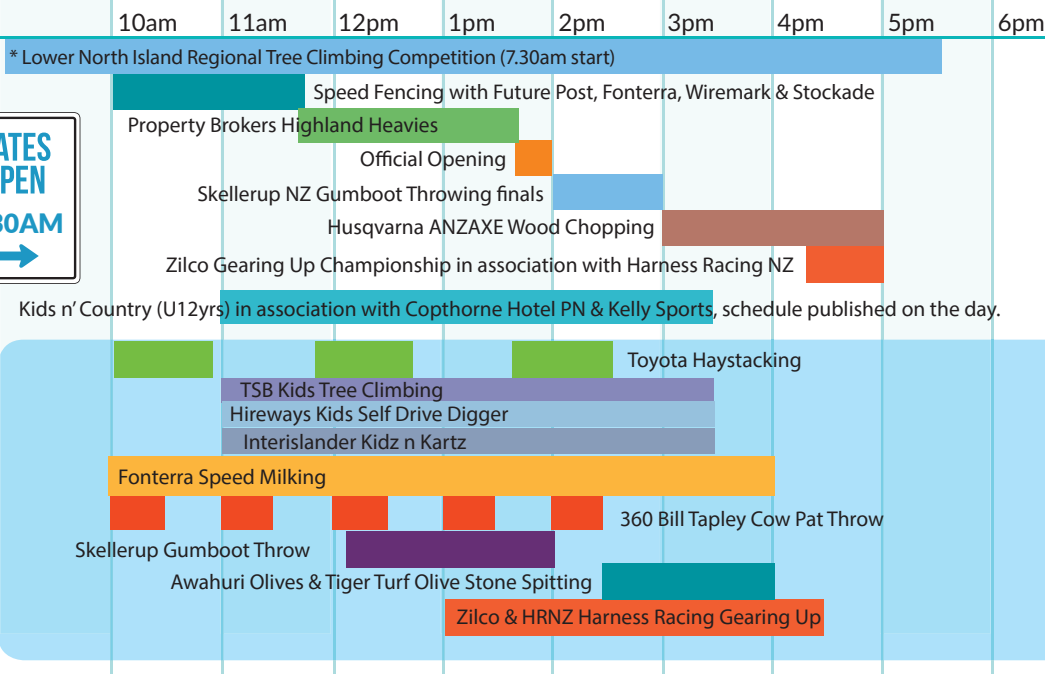 10am 11am 12pm 1pm 2pm 3pm 4pm 5pm 6pm
* Lower North Island Regional Tree Climbing Competition (7.30am start)
Speed Fencing with Future Post, Fonterra, Wiremark & Stockade
Property Brokers Highland Heavies
ATES
PEN
30AM
Official Opening
Skellerup NZ Gumboot Throwing finals
Husqvarna ANZAXE Wood Chopping
Zilco Gearing Up Championship in association with Harness Racing NZ
Kids n’ Country (U12yrs) in association with Copthorne Hotel PN & Kelly Sports, schedule published on the day.
Toyota Haystacking
TSB Kids Tree Climbing
Hireways Kids Self Drive Digger
Interislander Kidz n Kartz
Fonterra Speed Milking
360 Bill Tapley Cow Pat Throw
Skellerup Gumboot Throw
Awahuri Olives & Tiger Turf Olive Stone Spitting
Zilco & HRNZ Harness Racing Gearing Up